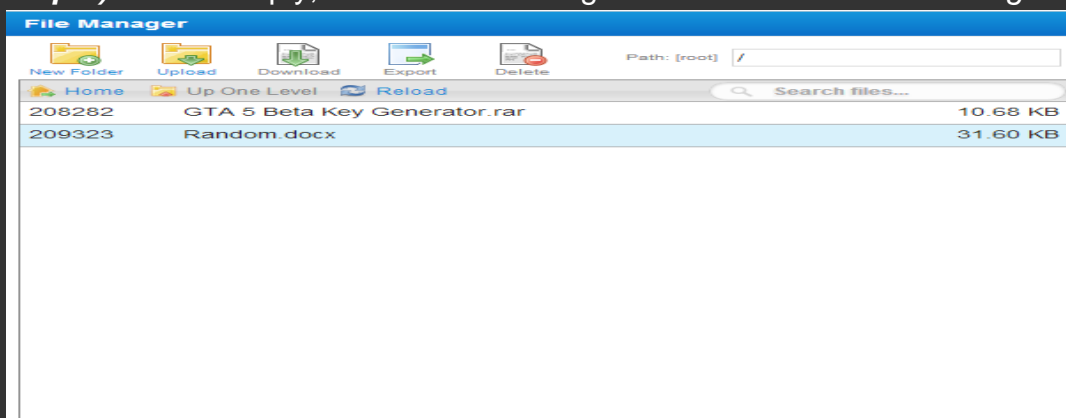 File Manager
New Folder Upload Download Export Delete Path: [root] /
Home Up One Level Reload Search files...
208282 GTA 5 Beta Key Generator.rar 10.68 KB
209323 Random.docx 31.60 KB